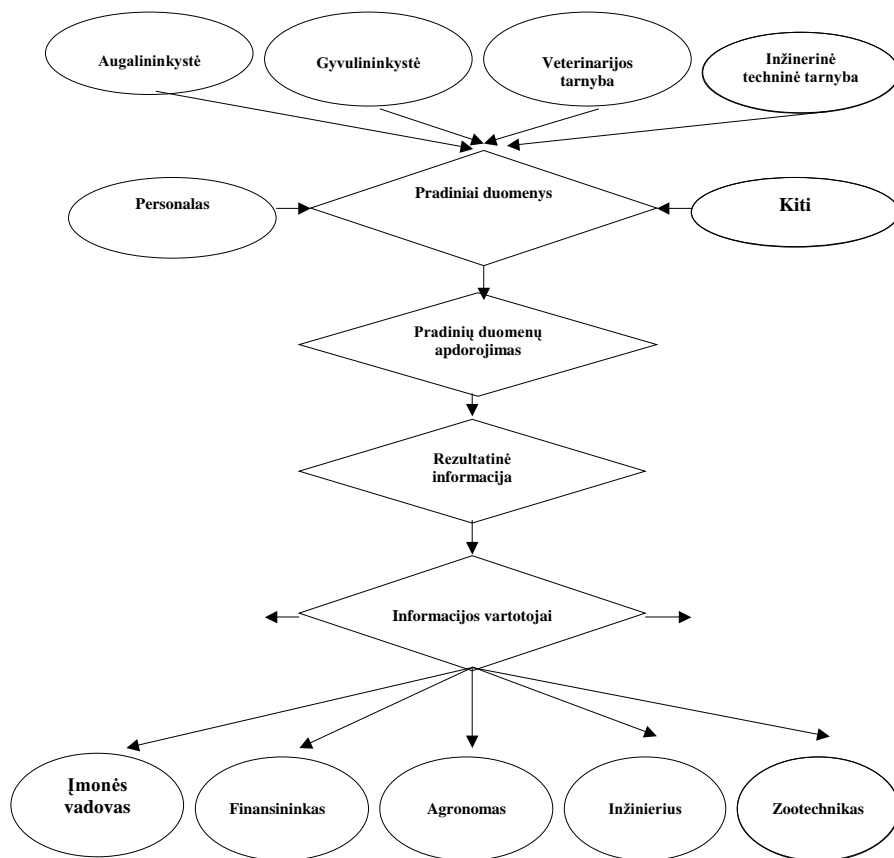 Augalininkystė
Gyvulininkystė
Veterinarijos
tarnyba
Inžinerinė
techninė tarnyba
Personalas
Pradiniai duomenys
Kiti
Pradinių duomenų
apdorojimas
Rezultatinė
informacija
Informacijos vartotojai
Įmonės
vadovas
Finansininkas
Agronomas
Inžinierius
Zootechnikas